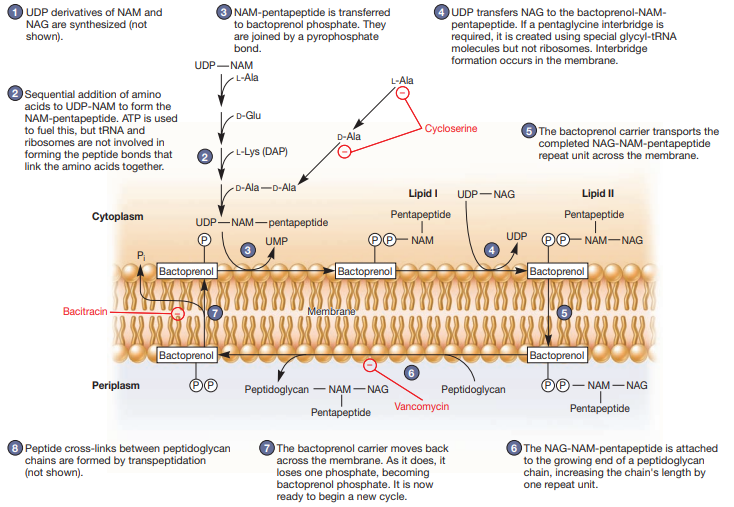 1 UDP derivatives of NAM and
NAG are synthesized (not
shown).
3 NAM-pentapeptide is transferred
to bactoprenol phosphate. They
are joined by a pyrophosphate
bond.
4 UDP transfers NAG to the bactoprenol-NAM-
pentapeptide. If a pentaglycine interbridge is
required, it is created using special glycyl-tRNA
molecules but not ribosomes. Interbridge
formation occurs in the membrane.
2 Sequential addition of amino
acids to UDP-NAM to form the
NAM-pentapeptide. ATP is used
to fuel this, but tRNA and
ribosomes are not involved in
forming the peptide bonds that
link the amino acids together.
UDP — NAM
L-Ala
D-Glu
2
L-Lys (DAP)
D-Ala — D-Ala
UDP — NAM — pentapeptide
L-Ala
D-Ala
Cycloserine
5 The bactoprenol carrier transports the
completed NAG-NAM-pentapeptide
repeat unit across the membrane.
Cytoplasm
Lipid I
UDP — NAG
Lipid II
Pentapeptide
Pentapeptide
P
3
UMP
P P — NAM
4
UDP
P P — NAM — NAG
Pi
Bactoprenol
Bactoprenol
Bactoprenol
Bacitracin
7
Membrane
5
Bactoprenol
Bactoprenol
Periplasm
P P
6
P P — NAM — NAG
Pentapeptide
Peptidoglycan — NAM — NAG
Pentapeptide
Vancomycin
Peptidoglycan
8 Peptide cross-links between peptidoglycan
chains are formed by transpeptidation
(not shown).
7 The bactoprenol carrier moves back
across the membrane. As it does, it
loses one phosphate, becoming
bactoprenol phosphate. It is now
ready to begin a new cycle.
6 The NAG-NAM-pentapeptide is attached
to the growing end of a peptidoglycan
chain, increasing the chain's length by
one repeat unit.